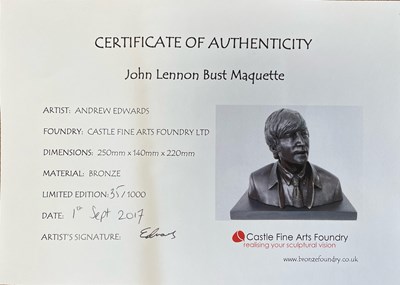 CERTIFICATE OF AUTHENTICITY
John Lennon Bust Maquette
ARTIST: ANDREW EDWARDS
FOUNDRY: CASTLE FINE ARTS FOUNDRY LTD
DIMENSIONS: 250mm x 140mm x 220mm
MATERIAL: BRONZE
LIMITED EDITION: 35/1000
DATE: 1st Sept 2017
ARTIST'S SIGNATURE: Edwards
Castle Fine Arts Foundry
realising your sculptural vision
www.bronzefoundry.co.uk